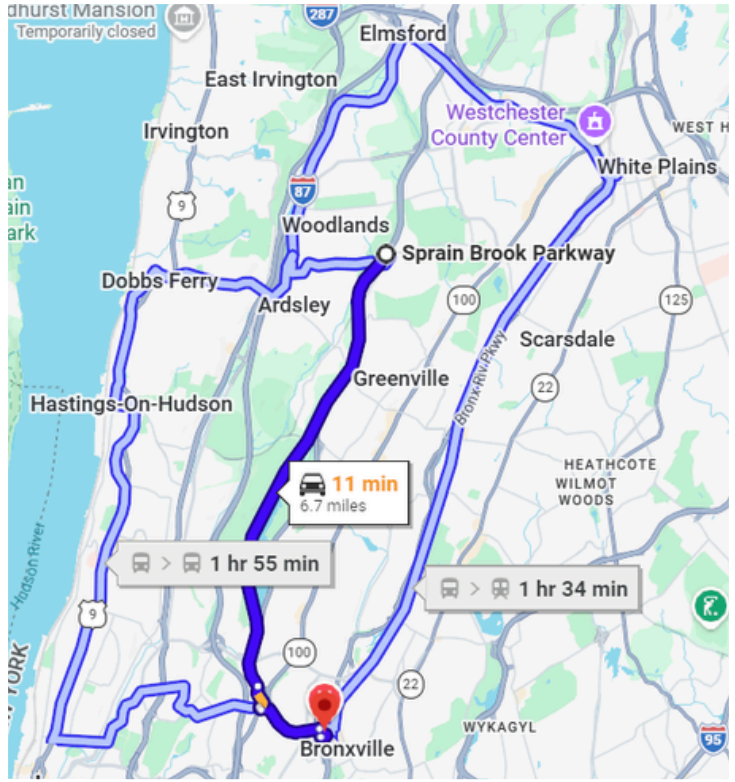 dhurst Mansion
Temporarily closed
287
Elmsford
East Irvington
Westchester
County Center
Irvington
WEST H
White Plains
87
9
Woodlands
Sprain Brook Parkway
Dobbs Ferry
Ardsley
100
125
Scarsdale
Bronx Riv Pkwy
Greenville
22
Hastings-On-Hudson
HEATHCOTE
WILMOT
WOODS
11 min
6.7 miles
Hudson River
1 hr 55 min
1 hr 34 min
9
YORK
100
22
WYKAGYL
95
Bronxville